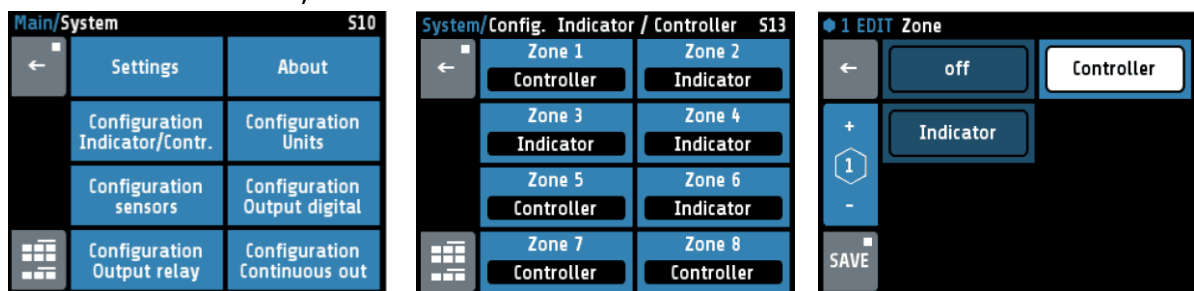 Main/System S10
←
Settings
About
Configuration
Indicator/Contr.
Configuration
Units
Configuration
sensors
Configuration
Output digital
Configuration
Output relay
Configuration
Continuous out
System/Config. Indicator / Controller S13
←
Zone 1
Controller
Zone 2
Indicator
Zone 3
Indicator
Zone 4
Indicator
Zone 5
Controller
Zone 6
Indicator
Zone 7
Controller
Zone 8
Controller
1 EDIT Zone
←
off
Controller
+
1
-
Indicator
SAVE